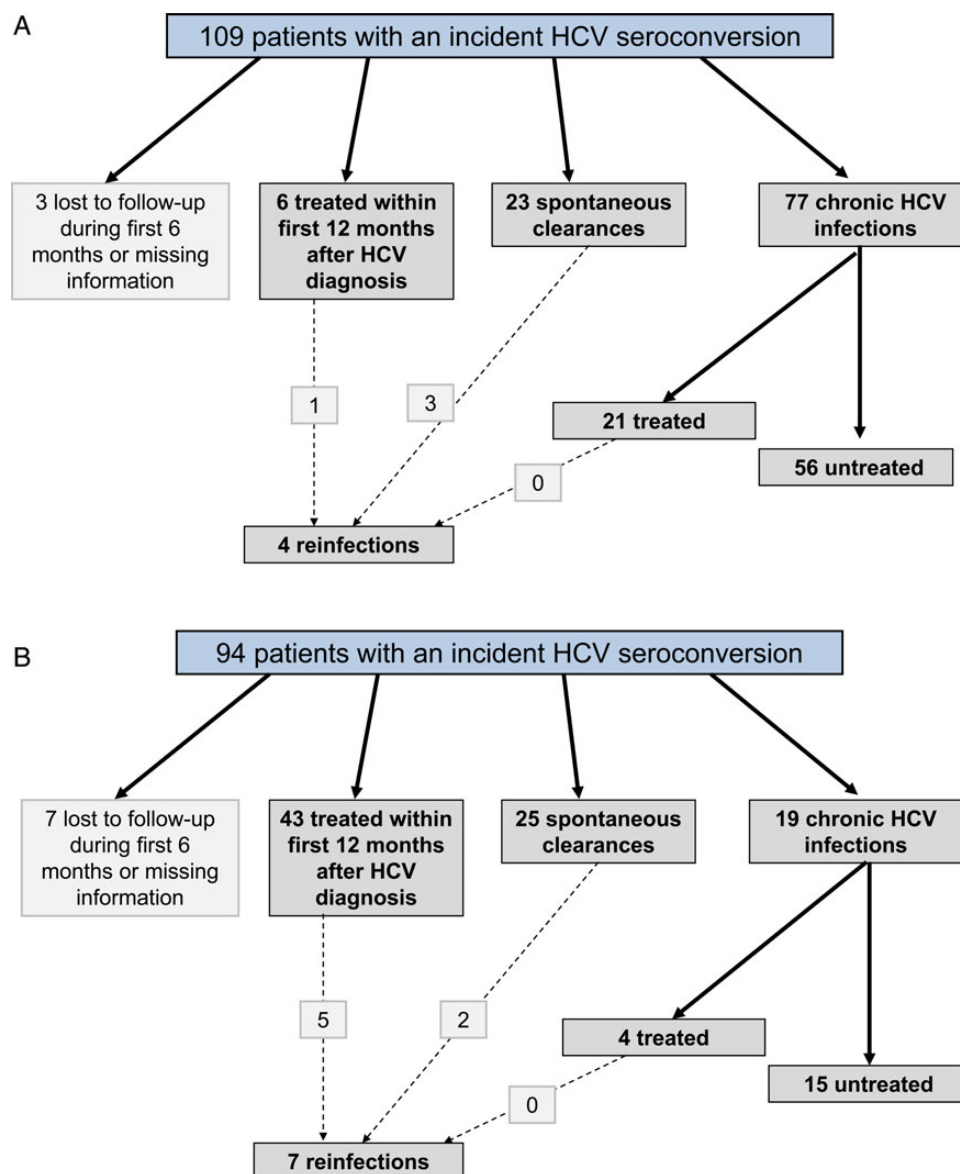 A
109 patients with an incident HCV seroconversion
3 lost to follow-up
during first 6
months or missing
information
6 treated within
first 12 months
after HCV
diagnosis
23 spontaneous
clearances
77 chronic HCV
infections
1
3
21 treated
56 untreated
0
4 reinfections
B
94 patients with an incident HCV seroconversion
7 lost to follow-up
during first 6
months or missing
information
43 treated within
first 12 months
after HCV
diagnosis
25 spontaneous
clearances
19 chronic HCV
infections
5
2
4 treated
15 untreated
0
7 reinfections